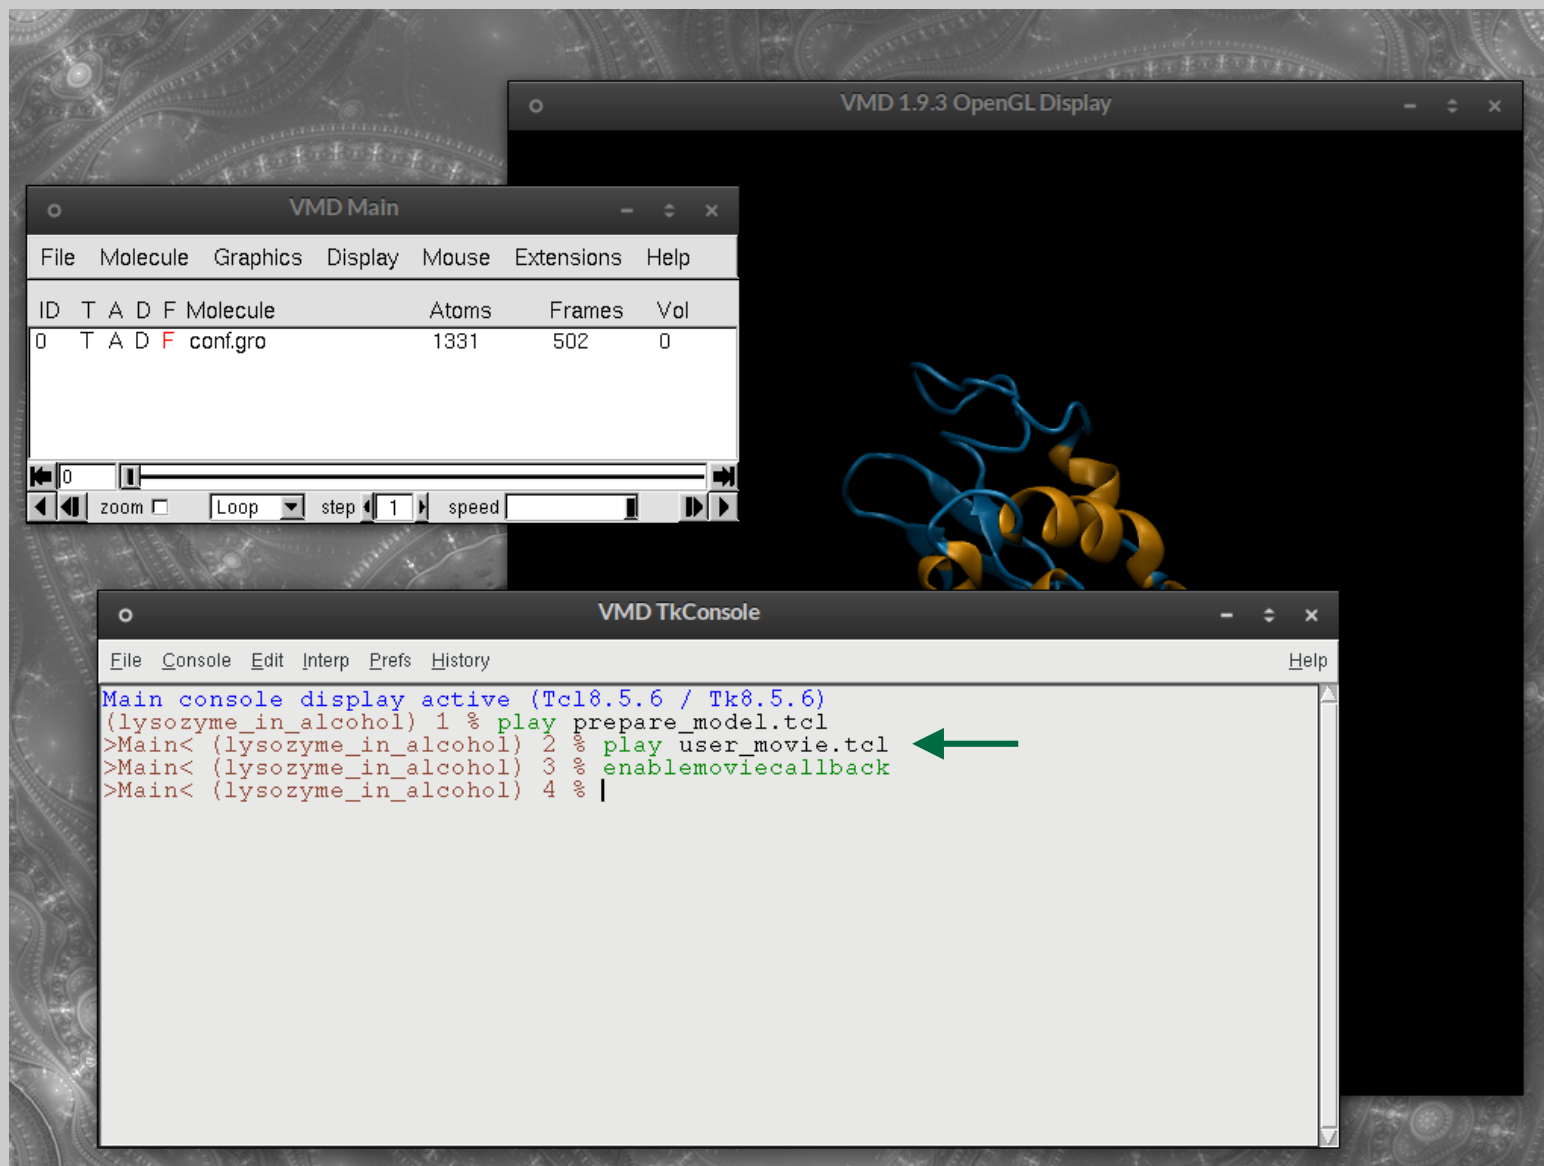 VMD 1.9.3 OpenGL Display
VMD Main
File Molecule Graphics Display Mouse Extensions Help
ID T A D F Molecule Atoms Frames Vol
0 T A D F conf.gro 1331 502 0
0
zoom Loop step 1 speed
VMD TkConsole
File Console Edit Interp Prefs History Help
Main console display active (Tcl8.5.6 / Tk8.5.6)
(lysozyme_in_alcohol) 1 % play prepare_model.tcl
>Main< (lysozyme_in_alcohol) 2 % play user_movie.tcl
>Main< (lysozyme_in_alcohol) 3 % enablemoviecallback
>Main< (lysozyme_in_alcohol) 4 %